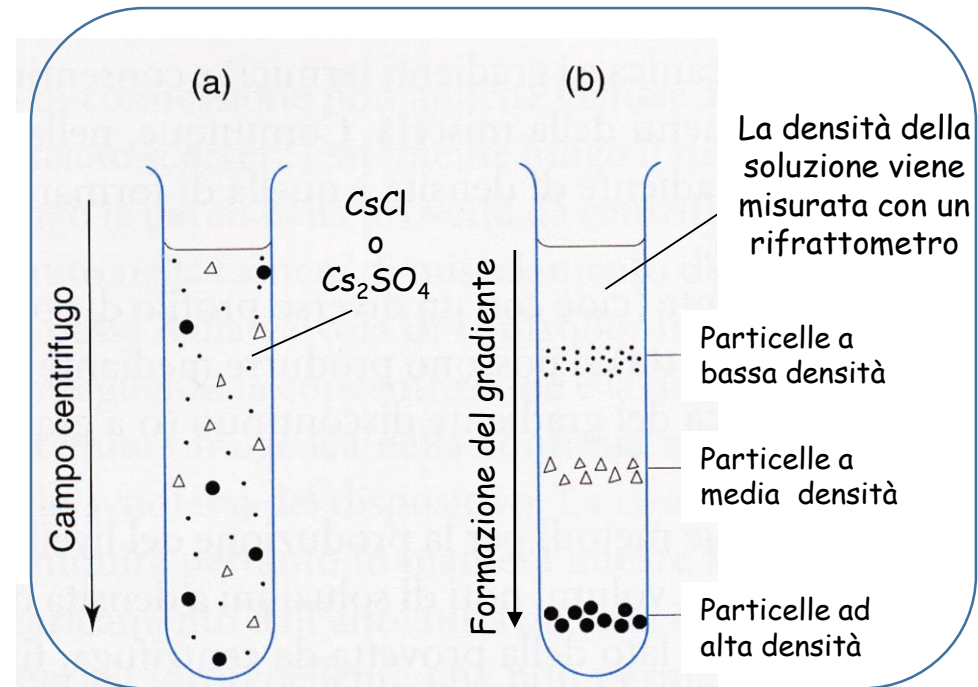 (a)
(b)
Campo centrifugo
CsCl
o
Cs₂SO₄
Formazione del gradiente
La densità della
soluzione viene
misurata con un
rifrattometro
Particelle a
bassa densità
Particelle a
media densità
Particelle ad
alta densità